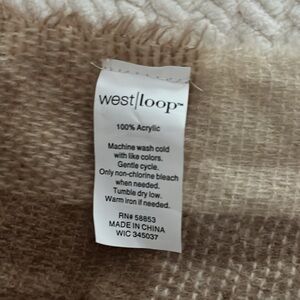 west|loop™
100% Acrylic
Machine wash cold
with like colors.
Gentle cycle.
Only non-chlorine bleach
when needed.
Tumble dry low.
Warm iron if needed.
RN# 58853
MADE IN CHINA
WIC 345037